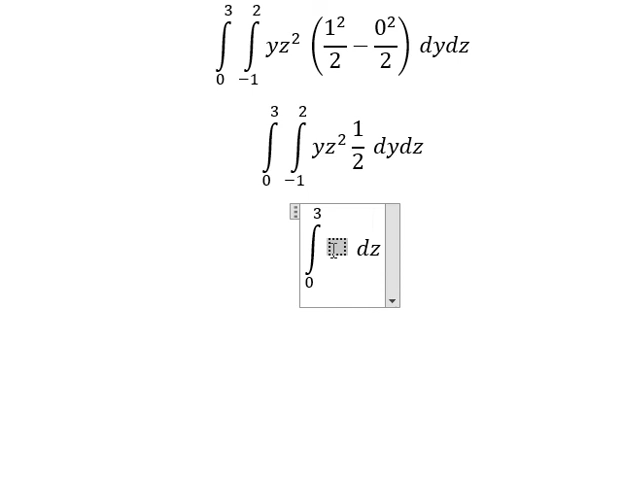 ∫₀³ ∫₋₁² yz² (1²/2 − 0²/2) dydz
∫₀³ ∫₋₁² yz² 1/2 dydz
∫₀³ dz